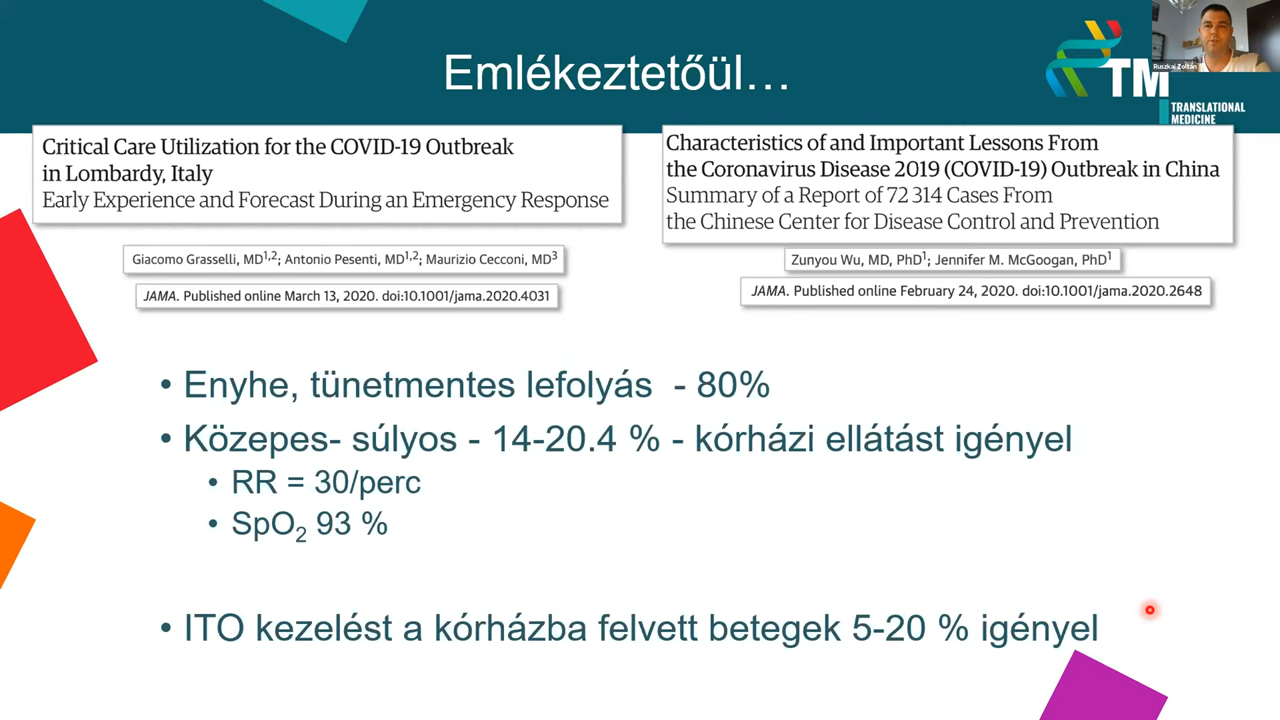 Emlékeztetőül…
Ruszkai Zoltán
TM
TRANSLATIONAL
MEDICINE
Critical Care Utilization for the COVID-19 Outbreak
in Lombardy, Italy
Early Experience and Forecast During an Emergency Response
Giacomo Grasselli, MD1,2; Antonio Pesenti, MD1,2; Maurizio Cecconi, MD3
JAMA. Published online March 13, 2020. doi:10.1001/jama.2020.4031
Characteristics of and Important Lessons From
the Coronavirus Disease 2019 (COVID-19) Outbreak in China
Summary of a Report of 72 314 Cases From
the Chinese Center for Disease Control and Prevention
Zunyou Wu, MD, PhD1; Jennifer M. McGoogan, PhD1
JAMA. Published online February 24, 2020. doi:10.1001/jama.2020.2648
• Enyhe, tünetmentes lefolyás - 80%
• Közepes- súlyos - 14-20.4 % - kórházi ellátást igényel
• RR = 30/perc
• SpO2 93 %
• ITO kezelést a kórházba felvett betegek 5-20 % igényel